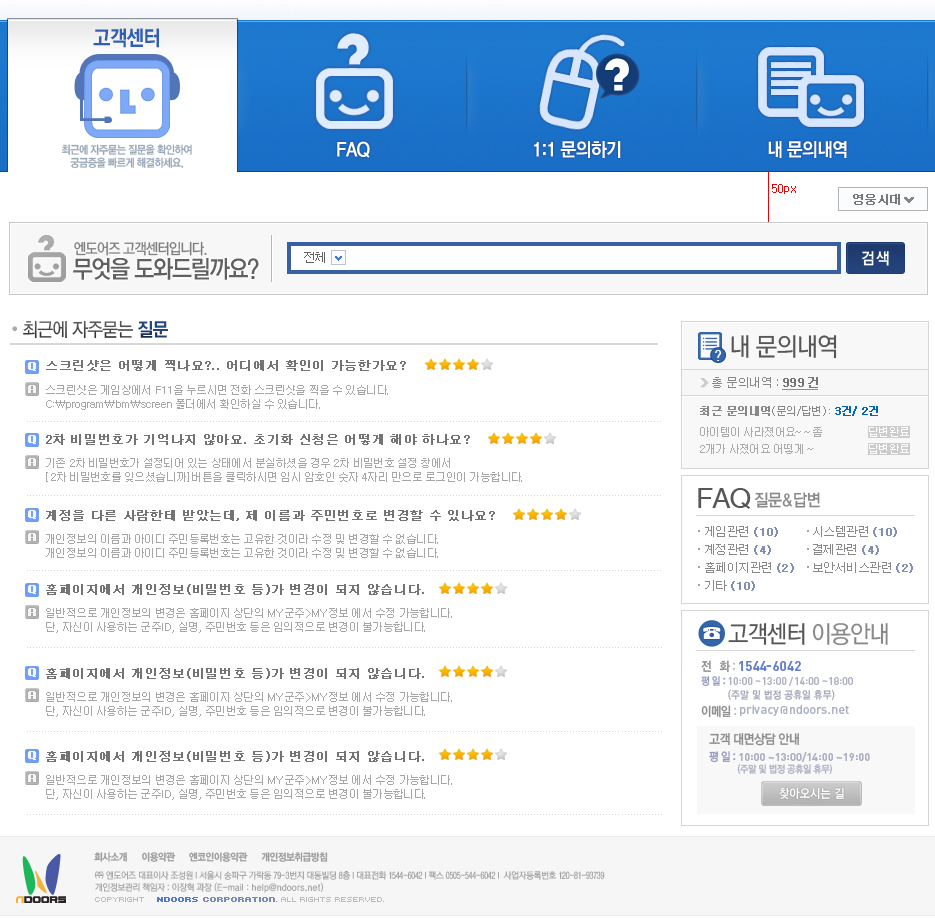 고객센터
최근에 자주묻는 질문을 확인하여
궁금증을 빠르게 해결하세요.
FAQ
1:1 문의하기
내 문의내역
50px
영웅시대
엔도어즈 고객센터입니다.
무엇을 도와드릴까요?
전체
검색
최근에 자주묻는 질문
Q 스크린샷은 어떻게 찍나요?.. 어디에서 확인이 가능한가요?
A 스크린샷은 게임상에서 F11을 누르시면 전화 스크린샷을 찍을 수 있습니다.
C:₩program₩bm₩screen 폴더에서 확인하실 수 있습니다.
Q 2차 비밀번호가 기억나지 않아요. 초기화 신청은 어떻게 해야 하나요?
A 기존 2차 비밀번호가 설정되어 있는 상태에서 분실하셨을 경우 2차 비밀번호 설정 창에서
[2차 비밀번호를 잊으셨습니까]버튼을 클릭하시면 임시 암호인 숫자 4자리 만으로 로그인이 가능합니다.
Q 계정을 다른 사람한테 받았는데, 제 이름과 주민번호로 변경할 수 있나요?
A 개인정보의 이름과 아이디 주민등록번호는 고유한 것이라 수정 및 변경할 수 없습니다.
개인정보의 이름과 아이디 주민등록번호는 고유한 것이라 수정 및 변경할 수 없습니다.
Q 홈페이지에서 개인정보(비밀번호 등)가 변경이 되지 않습니다.
A 일반적으로 개인정보의 변경은 홈페이지 상단의 MY군주>MY정보 에서 수정 가능합니다.
단, 자신이 사용하는 군주ID, 실명, 주민번호 등은 임의적으로 변경이 불가능합니다.
Q 홈페이지에서 개인정보(비밀번호 등)가 변경이 되지 않습니다.
A 일반적으로 개인정보의 변경은 홈페이지 상단의 MY군주>MY정보 에서 수정 가능합니다.
단, 자신이 사용하는 군주ID, 실명, 주민번호 등은 임의적으로 변경이 불가능합니다.
Q 홈페이지에서 개인정보(비밀번호 등)가 변경이 되지 않습니다.
A 일반적으로 개인정보의 변경은 홈페이지 상단의 MY군주>MY정보 에서 수정 가능합니다.
단, 자신이 사용하는 군주ID, 실명, 주민번호 등은 임의적으로 변경이 불가능합니다.
내 문의내역
총 문의내역 : 999 건
최근 문의내역(문의/답변): 3건/ 2건
아이템이 사라졌어요~~ 좀 답변완료
2개가 사졌어요 어떻게 ~ 답변완료
FAQ 질문&답변
· 게임관련 (10) · 시스템관련 (10)
· 계정관련 (4) · 결제관련 (4)
· 홈페이지관련 (2) · 보안서비스관련 (2)
· 기타 (10)
고객센터 이용안내
전 화 : 1544-6042
평일 : 10:00 ~13:00 / 14:00 ~18:00
(주말 및 법정 공휴일 휴무)
이메일 : privacy@ndoors.net
고객 대면상담 안내
평일 : 10:00 ~13:00/14:00 ~19:00
(주말 및 법정 공휴일 휴무)
찾아오시는 길
NDOORS
회사소개 이용약관 앤코인이용약관 개인정보취급방침
㈜ 엔도어즈 대표이사 조성원 | 서울시 송파구 가락동 79-3번지 대동빌딩 8층 | 대표전화 1544-6042 | 팩스 0505-544-6042 | 사업자등록번호 120-81-93739
개인정보관리 책임자 : 이장혁 과장 (E-mail : help@ndoors.net)
COPYRIGHT NDOORS CORPORATION. ALL RIGHTS RESERVED.